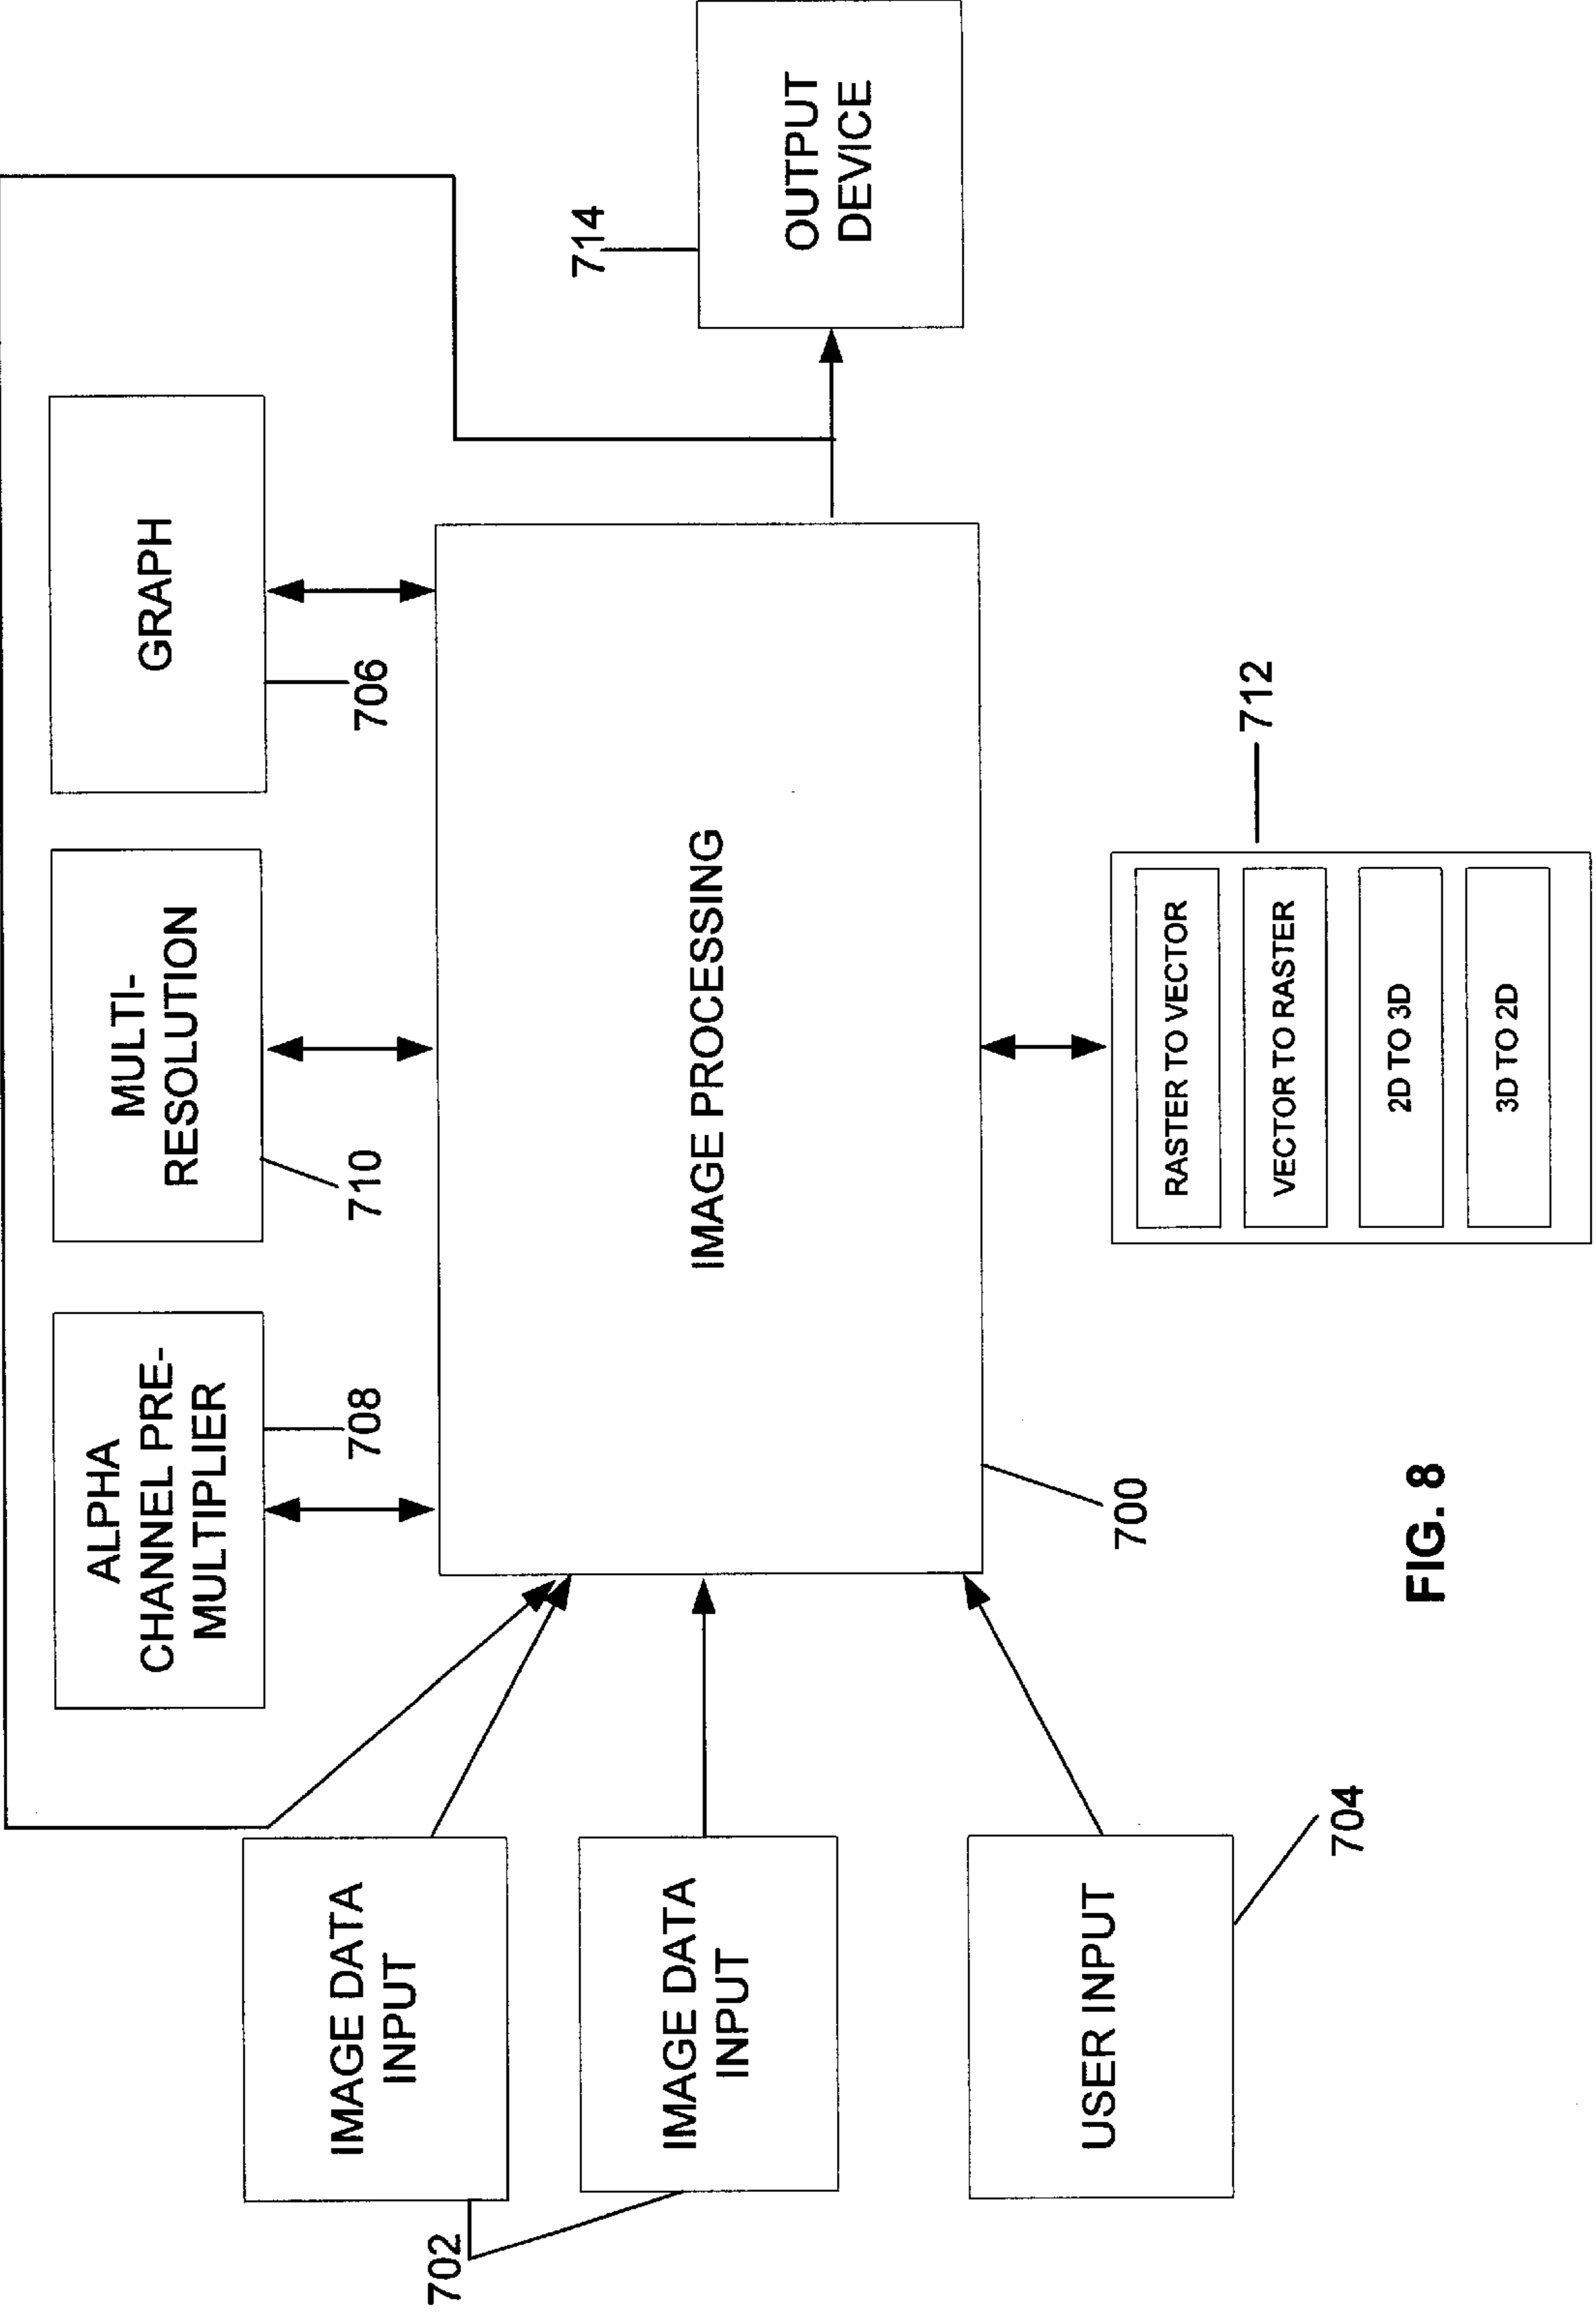 ALPHA
CHANNEL PRE-
MULTIPLIER
708
MULTI-
RESOLUTION
710
GRAPH
706
IMAGE DATA
INPUT
IMAGE DATA
INPUT
702
USER INPUT
704
IMAGE PROCESSING
700
714
OUTPUT
DEVICE
712
RASTER TO VECTOR
VECTOR TO RASTER
2D TO 3D
3D TO 2D
FIG. 8